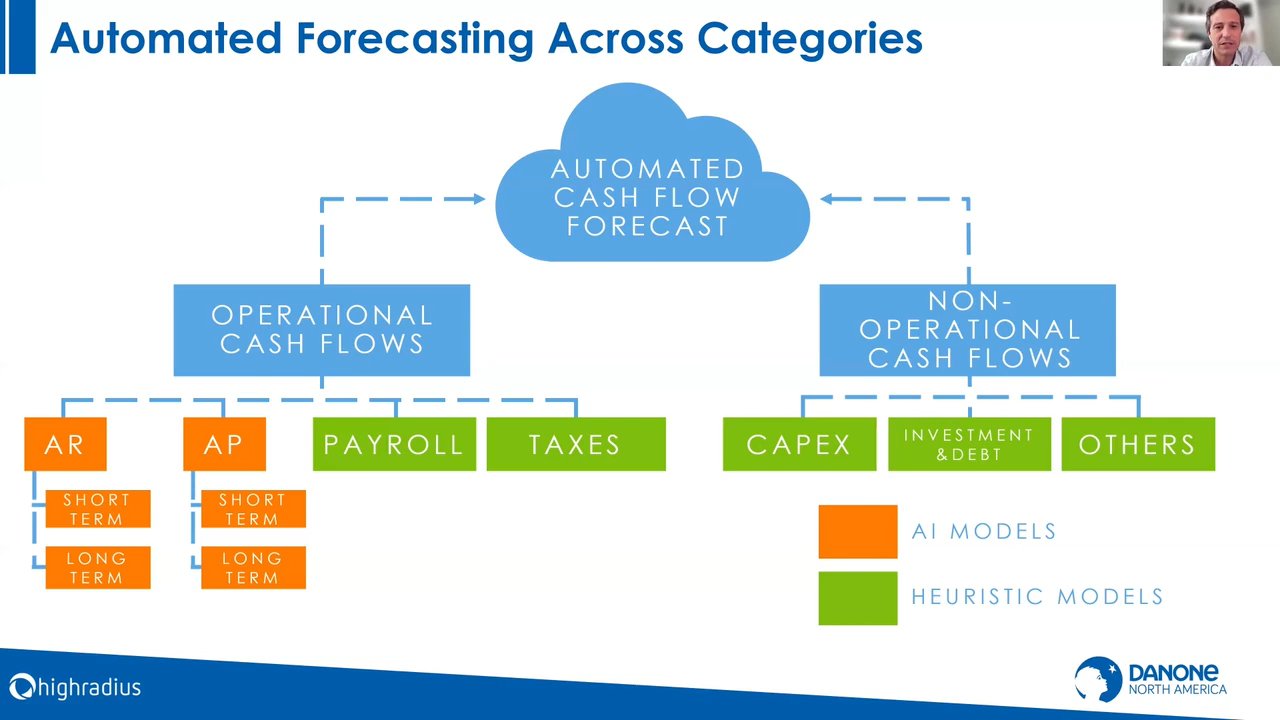 Automated Forecasting Across Categories
AUTOMATED
CASH FLOW
FORECAST
OPERATIONAL
CASH FLOWS
NON-
OPERATIONAL
CASH FLOWS
AR
AP
PAYROLL
TAXES
CAPEX
INVESTMENT
&DEBT
OTHERS
SHORT
TERM
LONG
TERM
SHORT
TERM
LONG
TERM
AI MODELS
HEURISTIC MODELS
highradius
DANONE
NORTH AMERICA